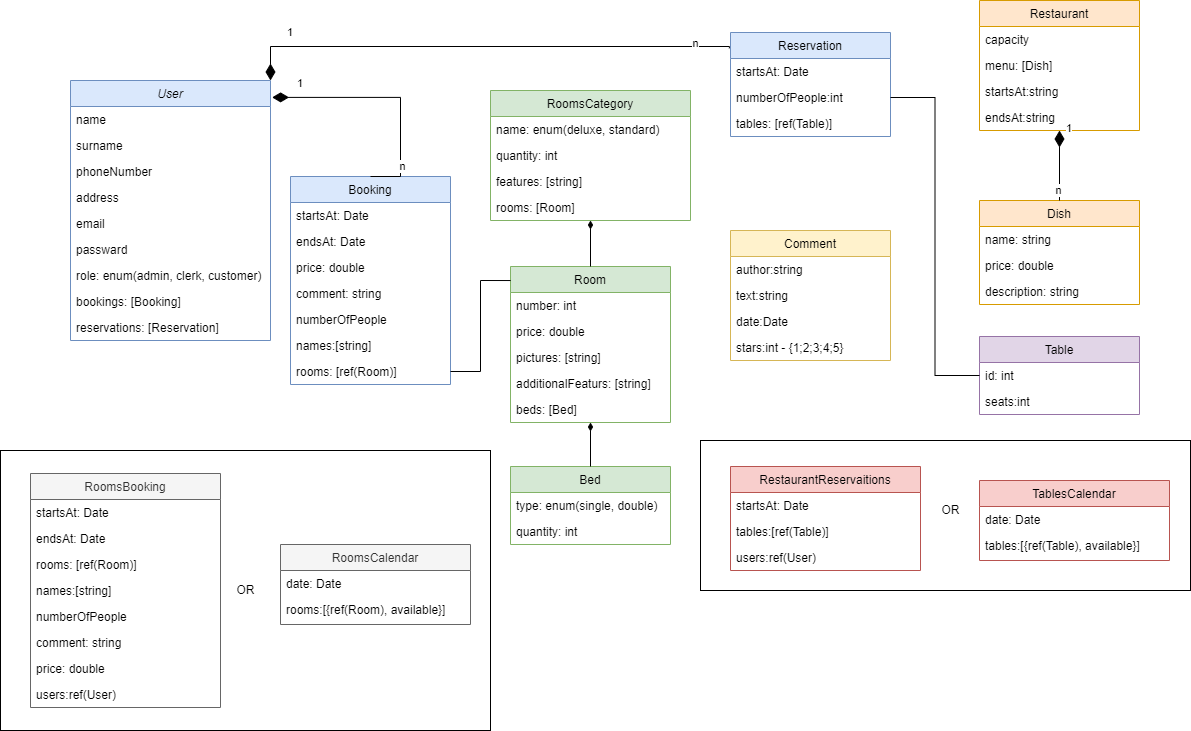 1
n
1
n
User
name
surname
phoneNumber
address
email
passward
role: enum(admin, clerk, customer)
bookings: [Booking]
reservations: [Reservation]
Booking
startsAt: Date
endsAt: Date
price: double
comment: string
numberOfPeople
names:[string]
rooms: [ref(Room)]
RoomsCategory
name: enum(deluxe, standard)
quantity: int
features: [string]
rooms: [Room]
Room
number: int
price: double
pictures: [string]
additionalFeaturs: [string]
beds: [Bed]
Bed
type: enum(single, double)
quantity: int
Reservation
startsAt: Date
numberOfPeople:int
tables: [ref(Table)]
Comment
author:string
text:string
date:Date
stars:int - {1;2;3;4;5}
Restaurant
capacity
menu: [Dish]
startsAt:string
endsAt:string
1
n
Dish
name: string
price: double
description: string
Table
id: int
seats:int
RoomsBooking
startsAt: Date
endsAt: Date
rooms: [ref(Room)]
names:[string]
numberOfPeople
comment: string
price: double
users:ref(User)
OR
RoomsCalendar
date: Date
rooms:[{ref(Room), available}]
RestaurantReservaitions
startsAt: Date
tables:[ref(Table)]
users:ref(User)
OR
TablesCalendar
date: Date
tables:[{ref(Table), available}]